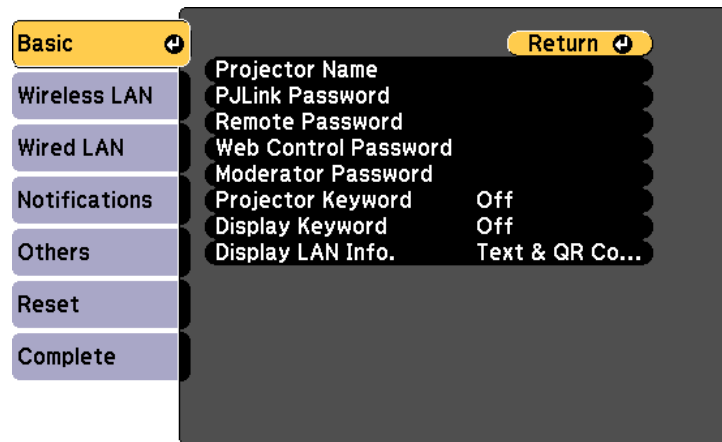 Basic
Wireless LAN
Wired LAN
Notifications
Others
Reset
Complete
Return
Projector Name
PJLink Password
Remote Password
Web Control Password
Moderator Password
Projector Keyword Off
Display Keyword Off
Display LAN Info. Text & QR Co...